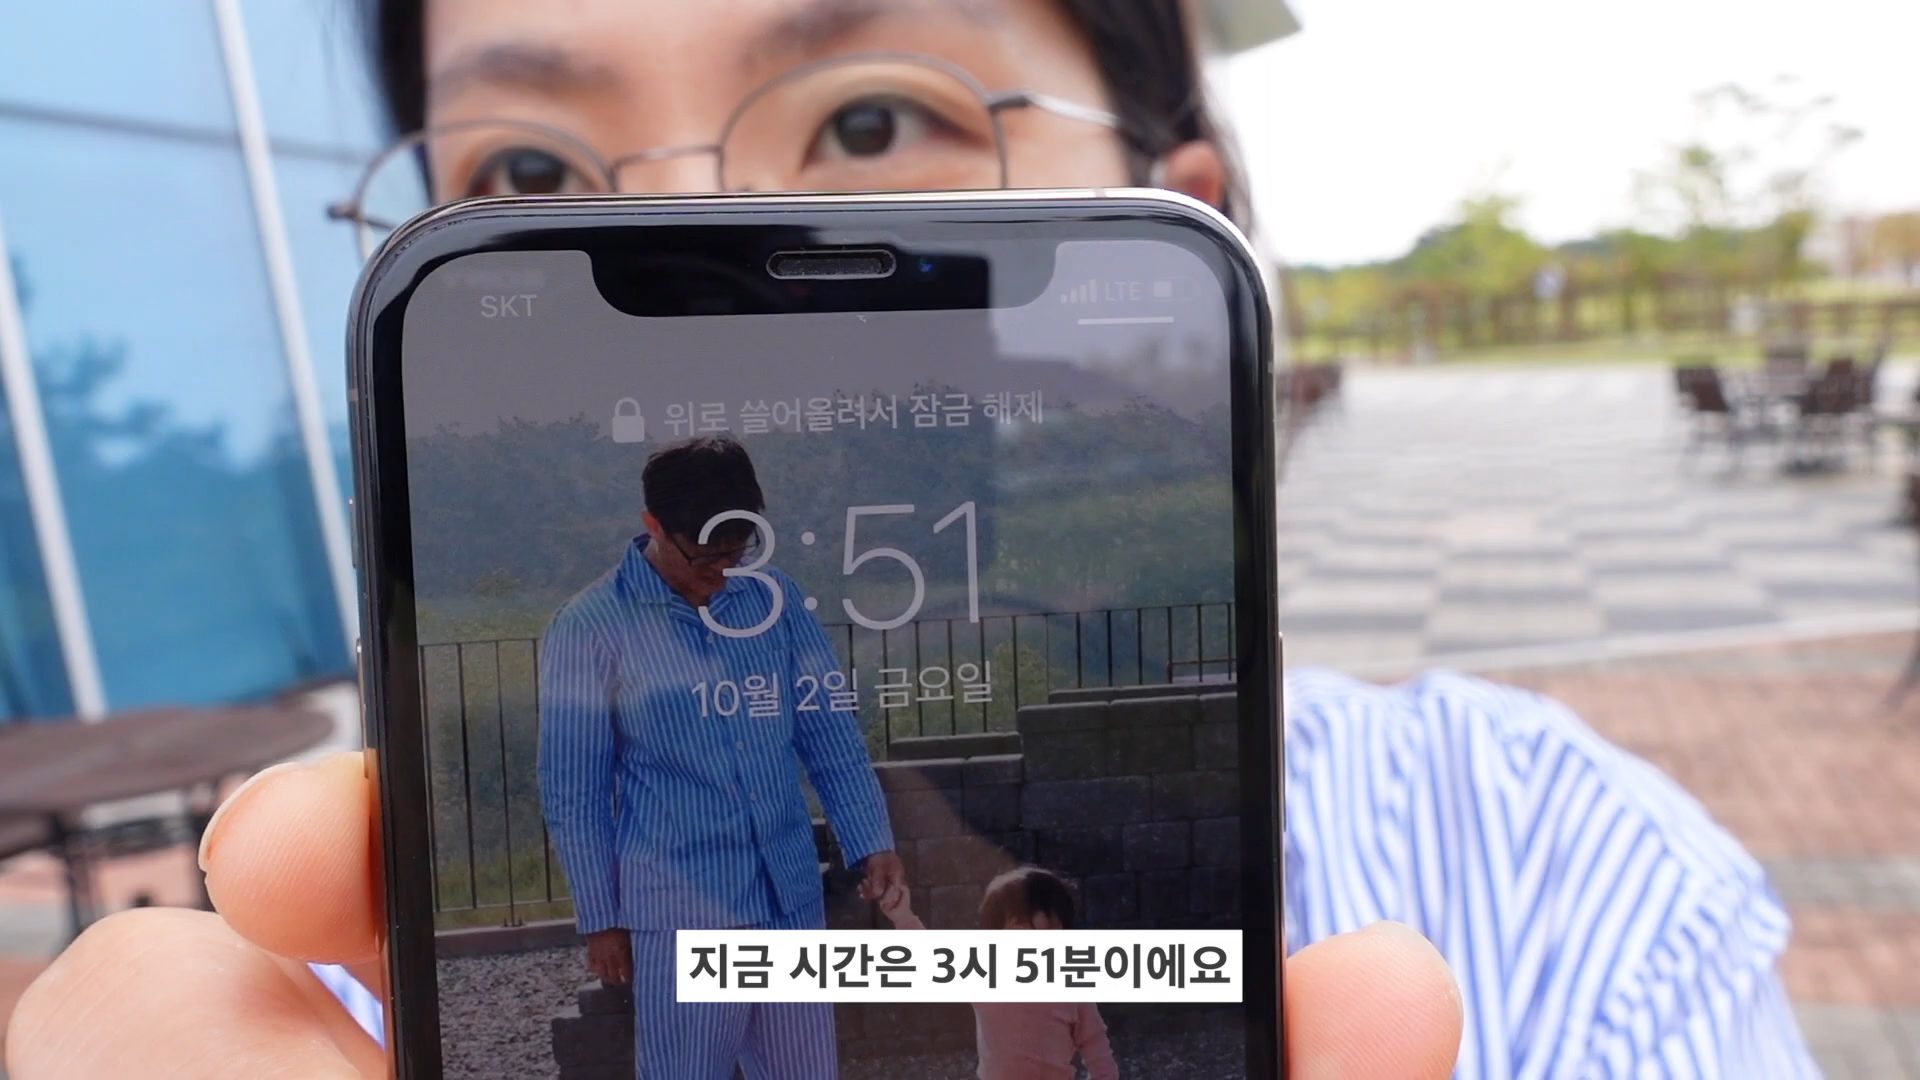 SKT
LTE
위로 쓸어올려서 잠금 해제
3:51
10월 2일 금요일
지금 시간은 3시 51분이에요